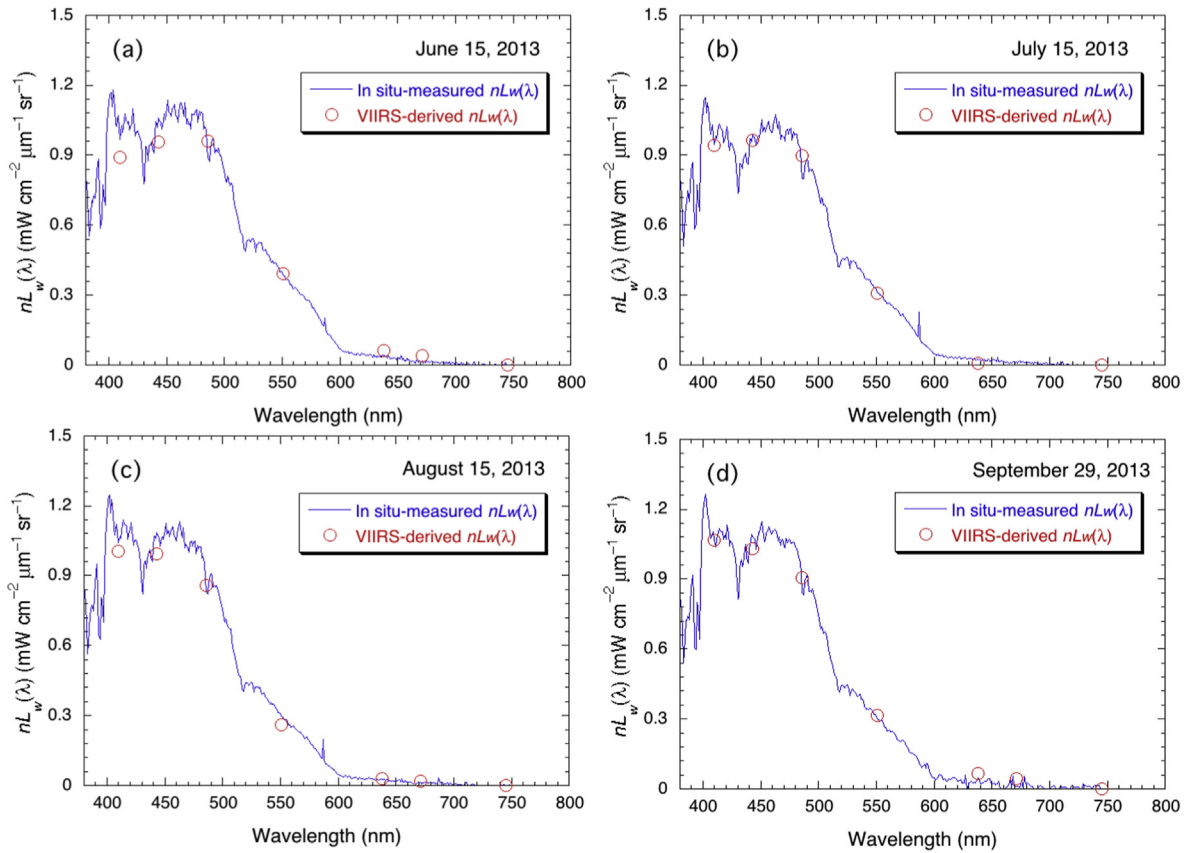 (a)
June 15, 2013
In situ-measured nLw(λ)
VIIRS-derived nLw(λ)
nLw(λ) (mW cm−2 μm−1 sr−1)
1.5
1.2
0.9
0.6
0.3
0
400 450 500 550 600 650 700 750 800
Wavelength (nm)
(b)
July 15, 2013
In situ-measured nLw(λ)
VIIRS-derived nLw(λ)
nLw(λ) (mW cm−2 μm−1 sr−1)
1.5
1.2
0.9
0.6
0.3
0
400 450 500 550 600 650 700 750 800
Wavelength (nm)
(c)
August 15, 2013
In situ-measured nLw(λ)
VIIRS-derived nLw(λ)
nLw(λ) (mW cm−2 μm−1 sr−1)
1.5
1.2
0.9
0.6
0.3
0
400 450 500 550 600 650 700 750 800
Wavelength (nm)
(d)
September 29, 2013
In situ-measured nLw(λ)
VIIRS-derived nLw(λ)
nLw(λ) (mW cm−2 μm−1 sr−1)
1.5
1.2
0.9
0.6
0.3
0
400 450 500 550 600 650 700 750 800
Wavelength (nm)